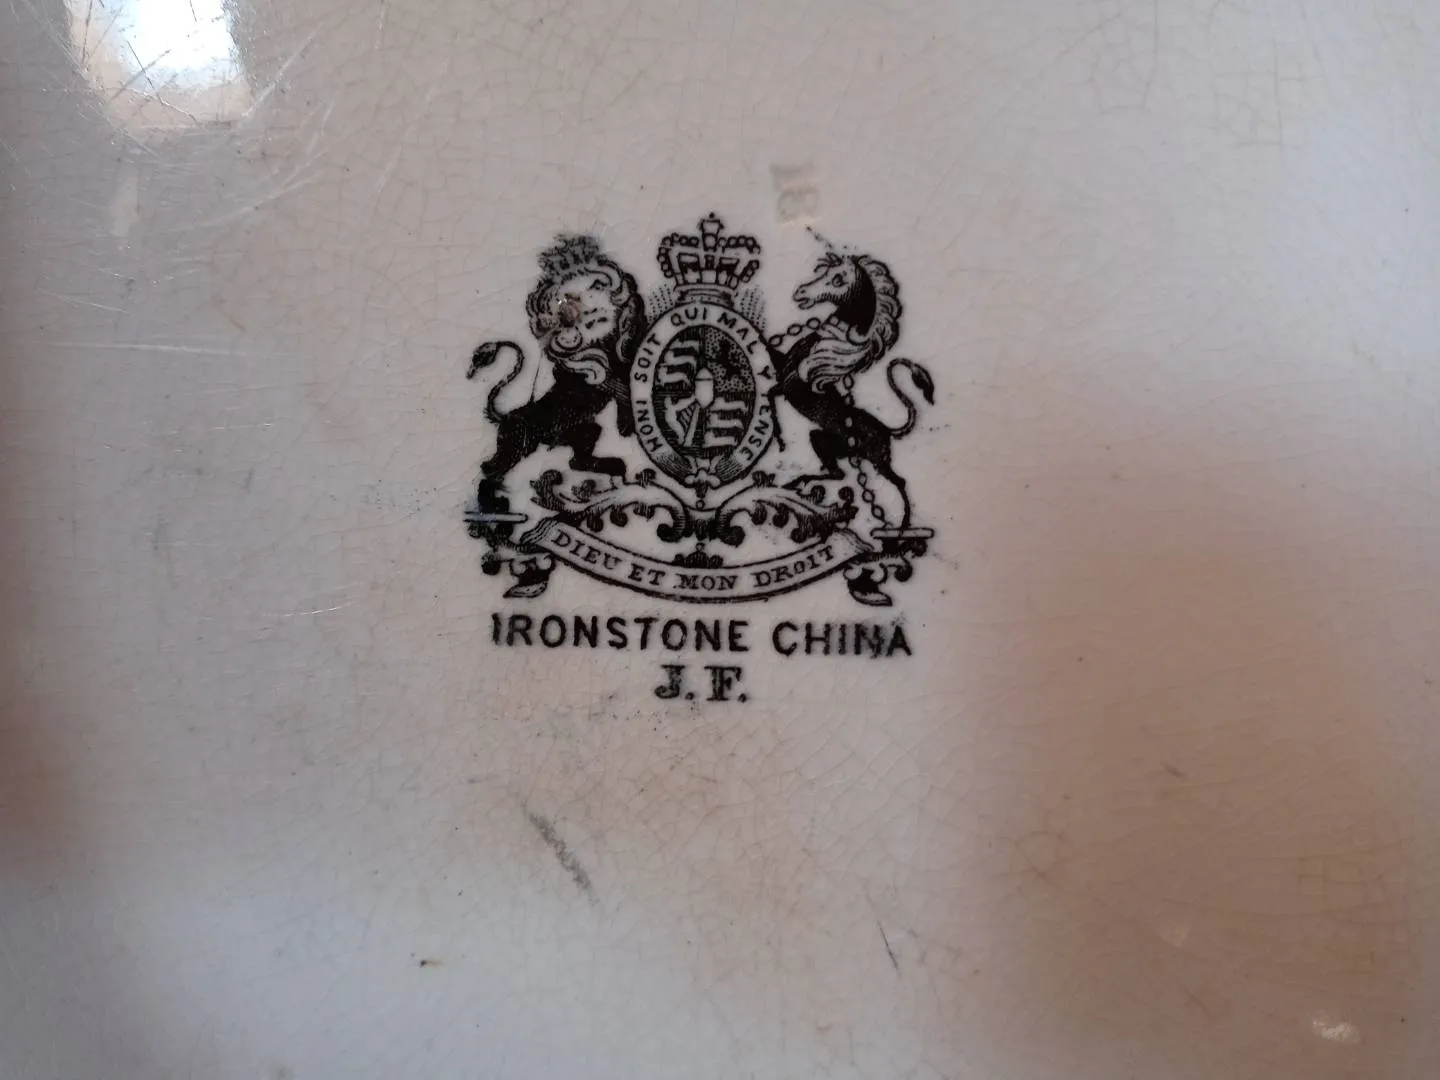 HONI SOIT QUI MAL Y PENSE
DIEU ET MON DROIT
IRONSTONE CHINA
J. F.